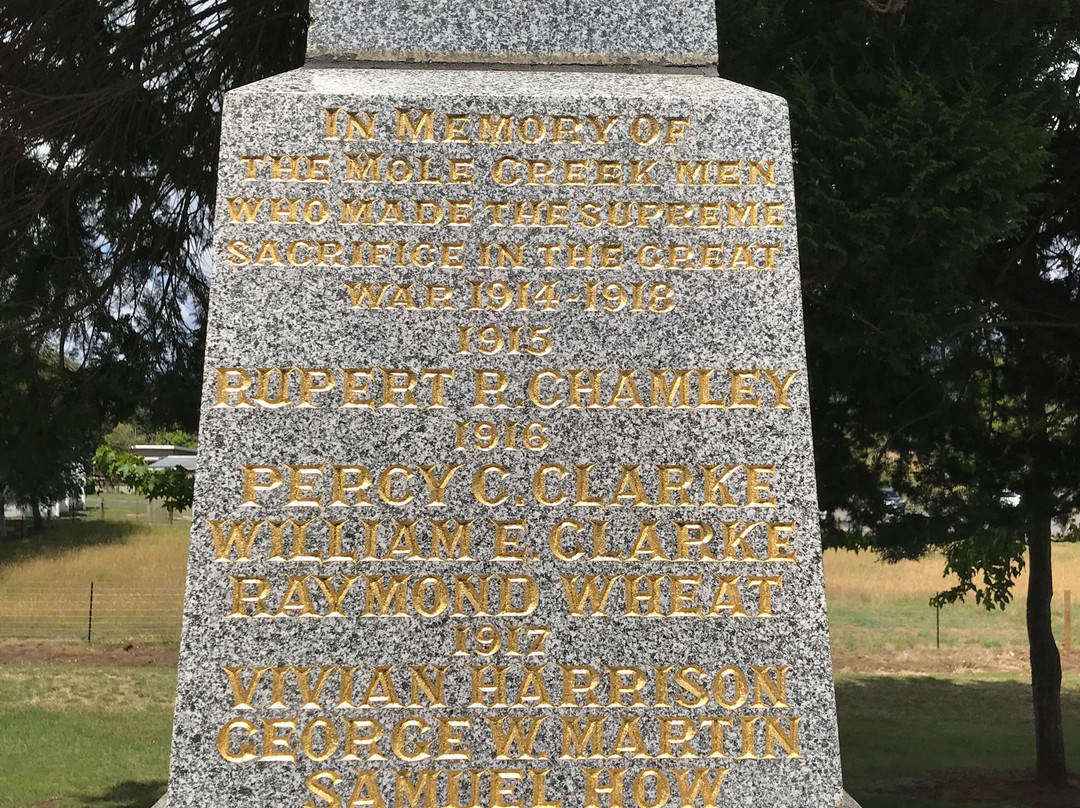 IN MEMORY OF
THE MOLE CREEK MEN
WHO MADE THE SUPREME
SACRIFICE IN THE GREAT
WAR 1914-1918
1915
RUPERT R. CHAMLEY
1916
PERCY C. CLARKE
WILLIAM E. CLARKE
RAYMOND WHEAT
1917
VIVIAN HARRISON
GEORGE W. MARTIN
SAMUEL HOW